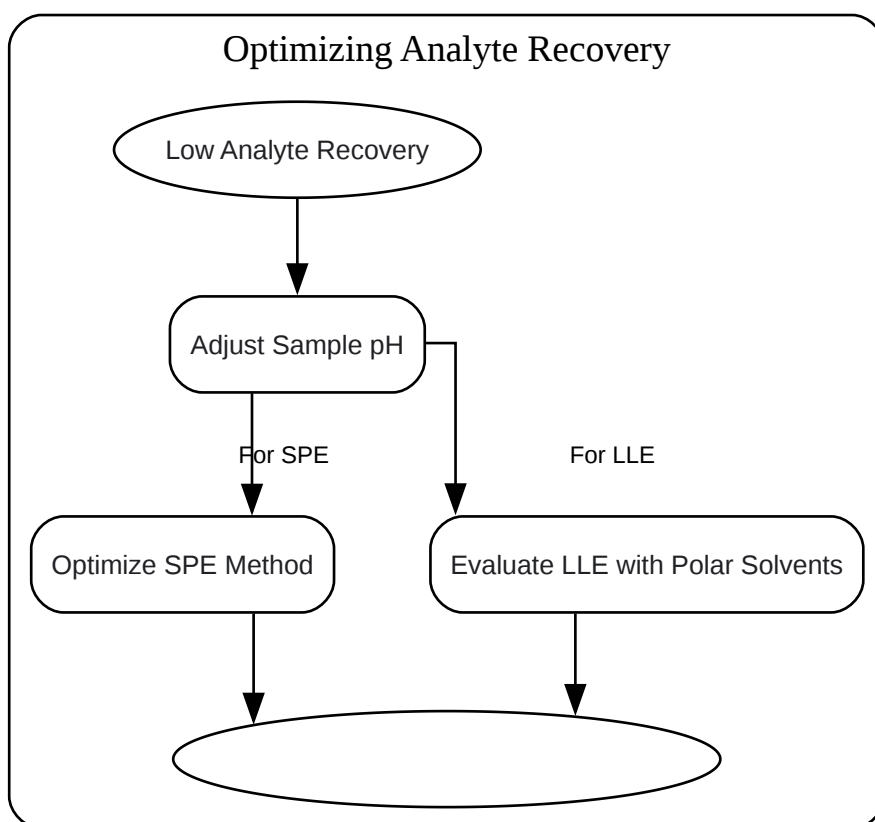 Optimizing Analyte Recovery
Low Analyte Recovery
Adjust Sample pH
For SPE
For LLE
Optimize SPE Method
Evaluate LLE with Polar Solvents